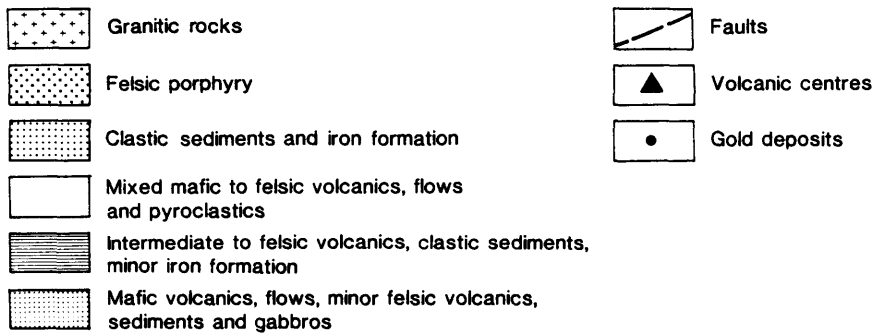 Granitic rocks
Felsic porphyry
Clastic sediments and iron formation
Mixed mafic to felsic volcanics, flows
and pyroclastics
Intermediate to felsic volcanics, clastic sediments,
minor iron formation
Mafic volcanics, flows, minor felsic volcanics,
sediments and gabbros
Faults
Volcanic centres
Gold deposits